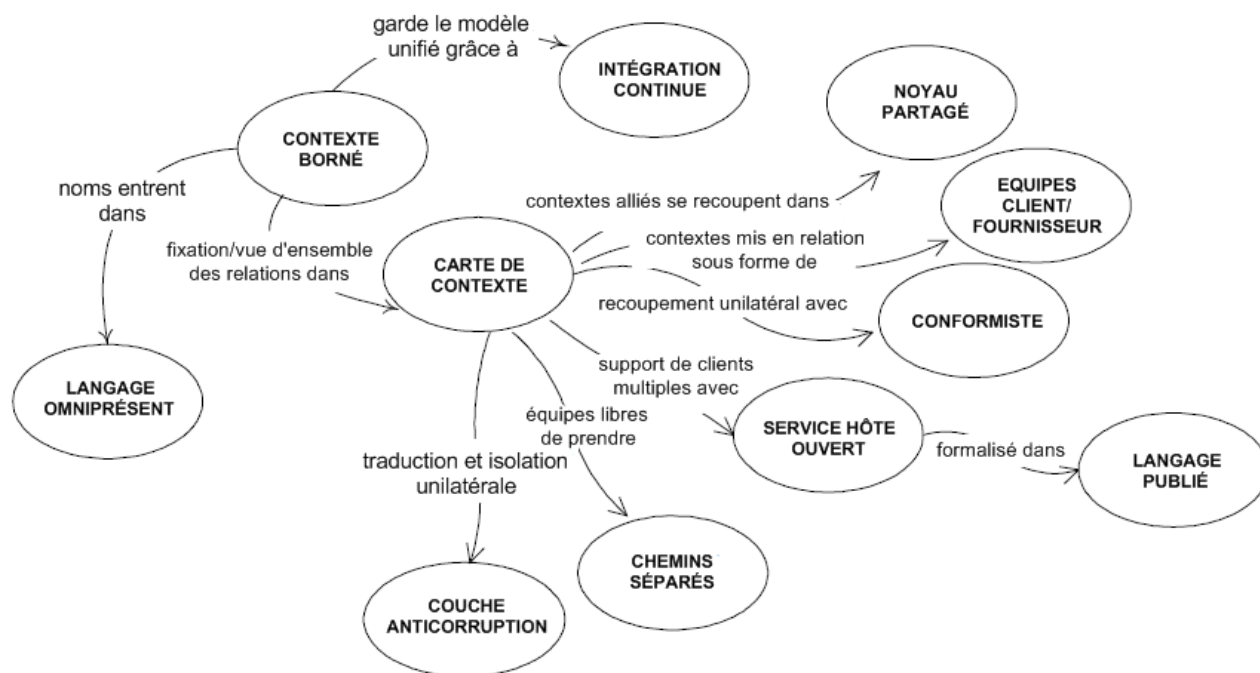 garde le modèle
unifié grâce à
INTÉGRATION
CONTINUE
NOYAU
PARTAGÉ
CONTEXTE
BORNÉ
noms entrent
dans
contextes alliés se recoupent dans
EQUIPES
CLIENT/
FOURNISSEUR
fixation/vue d'ensemble
des relations dans
CARTE DE
CONTEXTE
contextes mis en relation
sous forme de
recoupement unilatéral avec
CONFORMISTE
LANGAGE
OMNIPRÉSENT
support de clients
multiples avec
équipes libres
de prendre
SERVICE HÔTE
OUVERT
formalisé dans
LANGAGE
PUBLIÉ
traduction et isolation
unilatérale
CHEMINS
SÉPARÉS
COUCHE
ANTICORRUPTION